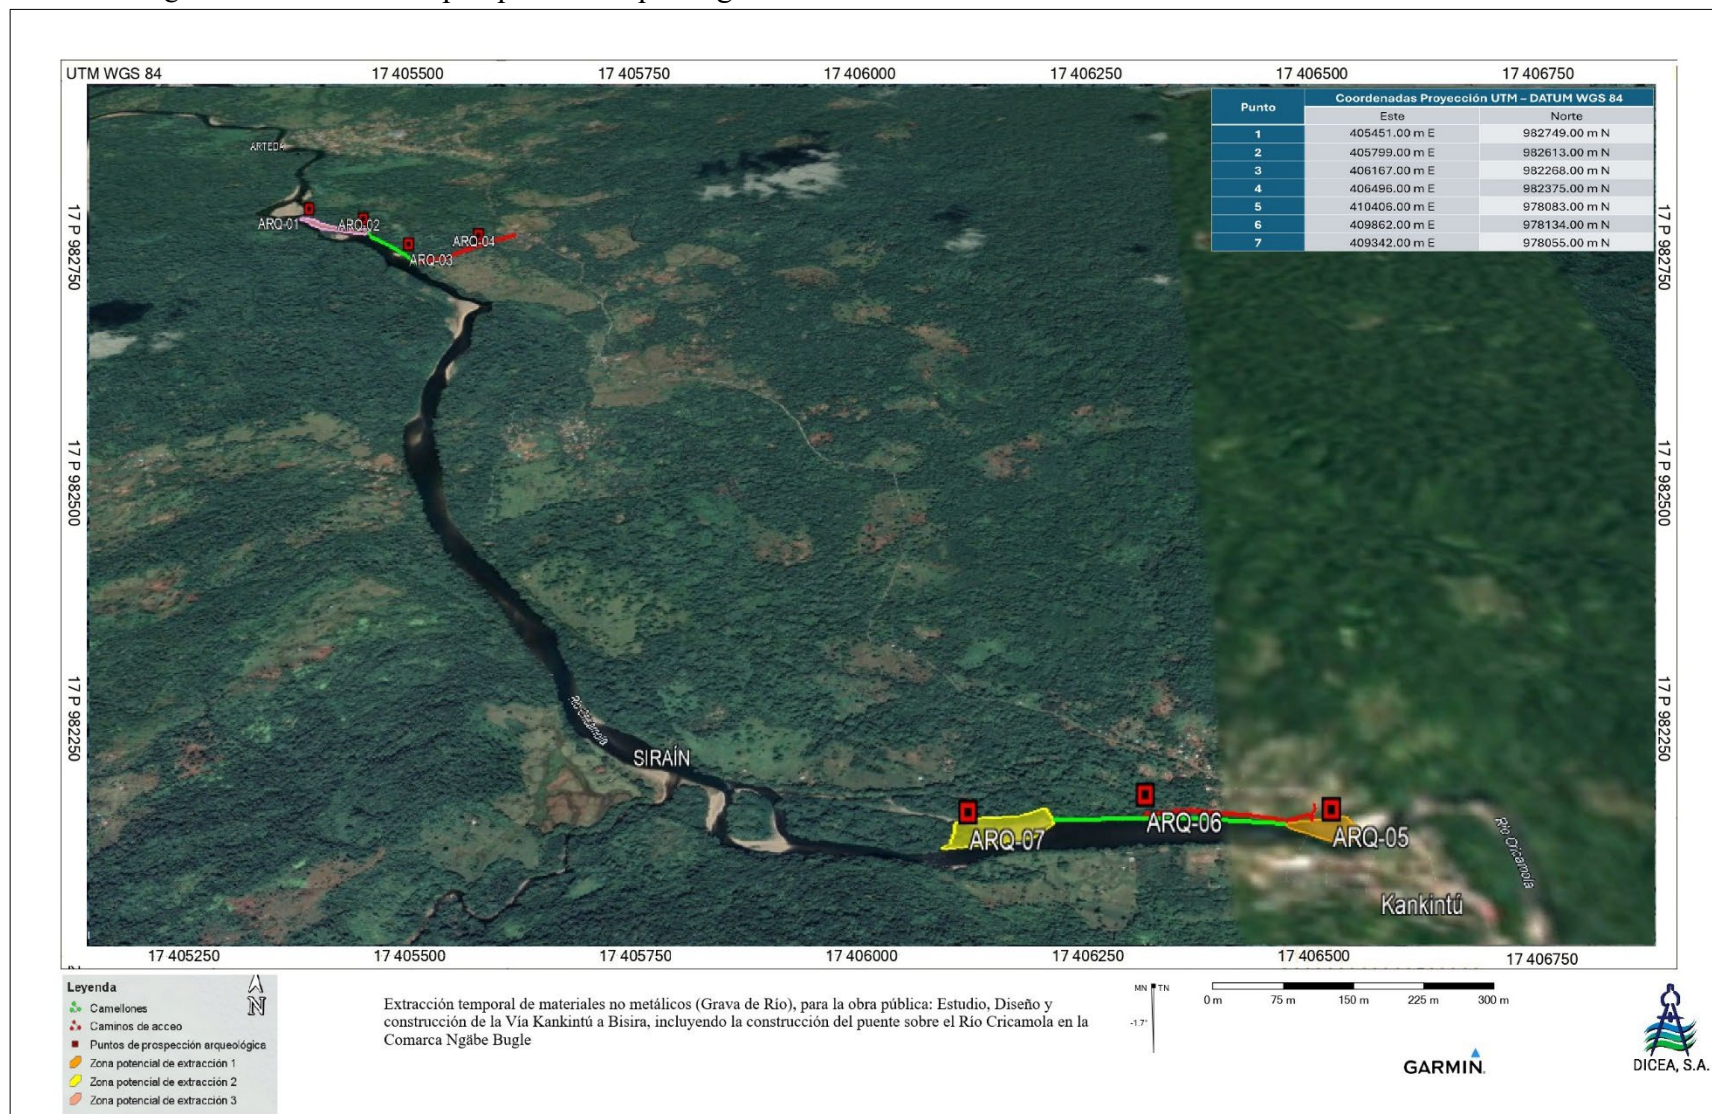 UTM WGS 84
17 405500
17 405750
17 406000
17 406250
17 406500
17 406750
Punto
Coordenadas Proyección UTM – DATUM WGS 84
Este
Norte
1 405451.00 m E 982749.00 m N
2 405799.00 m E 982613.00 m N
3 406167.00 m E 982268.00 m N
4 406496.00 m E 982375.00 m N
5 410406.00 m E 978083.00 m N
6 409862.00 m E 978134.00 m N
7 409342.00 m E 978055.00 m N
ARTEDA
ARQ-01
ARQ-02
ARQ-03
ARQ-04
17 P 982750
17 P 982750
17 P 982500
17 P 982500
17 P 982250
17 P 982250
Río Cricamola
SIRAÍN
ARQ-07
ARQ-06
ARQ-05
Río Cricamola
Kankintú
17 405250
17 405500
17 405750
17 406000
17 406250
17 406500
17 406750
Leyenda
N
Camellones
Caminos de acceo
Puntos de prospección arqueológica
Zona potencial de extracción 1
Zona potencial de extracción 2
Zona potencial de extracción 3
Extracción temporal de materiales no metálicos (Grava de Río), para la obra pública: Estudio, Diseño y
construcción de la Vía Kankintú a Bisira, incluyendo la construcción del puente sobre el Río Cricamola en la
Comarca Ngäbe Bugle
MN TN
-1.7°
0 m 75 m 150 m 225 m 300 m
GARMIN
DICEA, S.A.